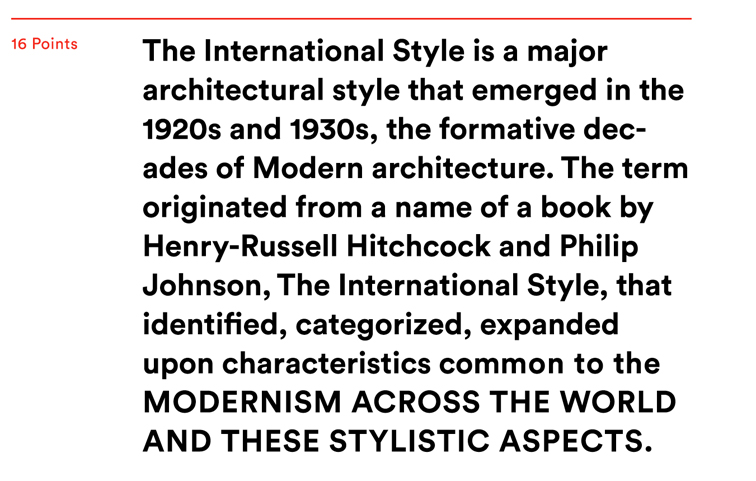 16 Points
The International Style is a major
architectural style that emerged in the
1920s and 1930s, the formative dec-
ades of Modern architecture. The term
originated from a name of a book by
Henry-Russell Hitchcock and Philip
Johnson, The International Style, that
identified, categorized, expanded
upon characteristics common to the
MODERNISM ACROSS THE WORLD
AND THESE STYLISTIC ASPECTS.